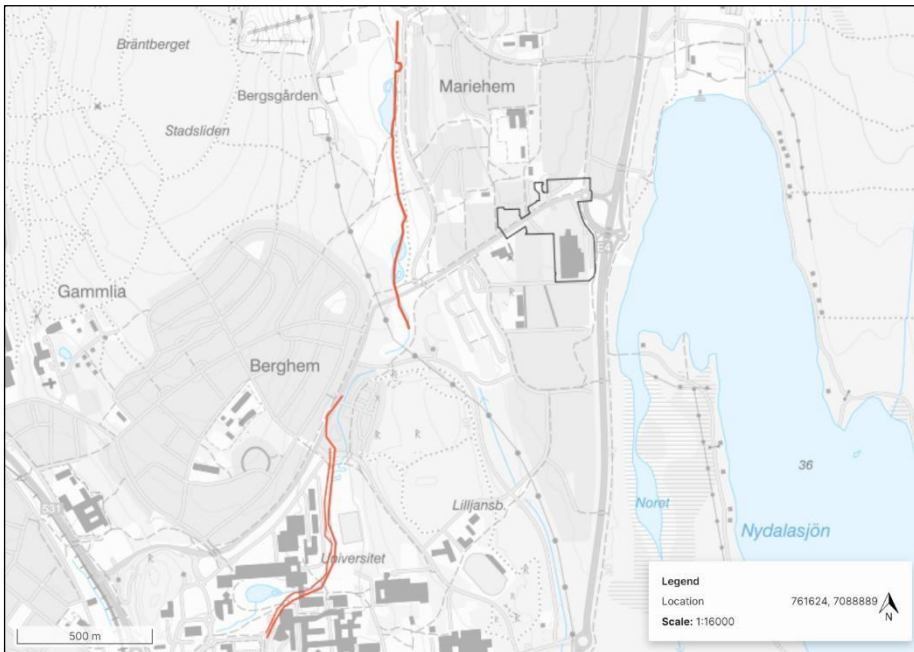 Bräntberget
Bergsgården
Mariehem
Stadsliden
E4
Gammlia
Berghem
531
36
Lilljansb.
Noret
Nydalasjön
Universitet
Legend
Location 761624, 7088889
Scale: 1:16000
N
500 m